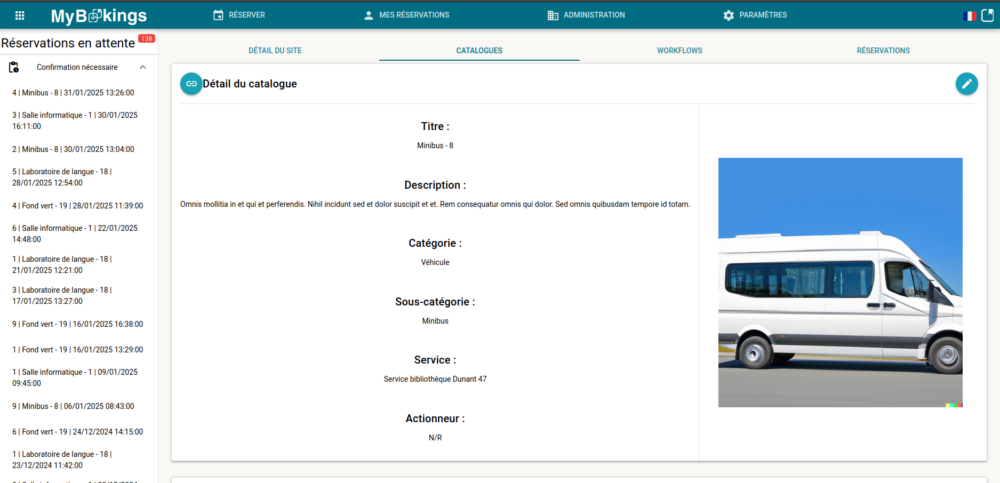 MyBookings
RÉSERVER
MES RÉSERVATIONS
ADMINISTRATION
PARAMÈTRES
Réservations en attente 138
Confirmation nécessaire
4 | Minibus - 8 | 31/01/2025 13:26:00
3 | Salle informatique - 1 | 30/01/2025
16:11:00
2 | Minibus - 8 | 30/01/2025 13:04:00
5 | Laboratoire de langue - 18 |
28/01/2025 12:54:00
4 | Fond vert - 19 | 28/01/2025 11:39:00
6 | Salle informatique - 1 | 22/01/2025
14:48:00
1 | Laboratoire de langue - 18 |
21/01/2025 12:21:00
3 | Laboratoire de langue - 18 |
17/01/2025 13:27:00
9 | Fond vert - 19 | 16/01/2025 16:38:00
1 | Fond vert - 19 | 16/01/2025 13:29:00
1 | Salle informatique - 1 | 09/01/2025
09:45:00
9 | Minibus - 8 | 06/01/2025 08:43:00
6 | Fond vert - 19 | 24/12/2024 14:15:00
1 | Laboratoire de langue - 18 |
23/12/2024 11:42:00
DÉTAIL DU SITE
CATALOGUES
WORKFLOWS
RÉSERVATIONS
Détail du catalogue
Titre :
Minibus - 8
Description :
Omnis mollitia in et qui et perferendis. Nihil incidunt sed et dolor suscipit et et. Rem consequatur omnis qui dolor. Sed omnis quibusdam tempore id totam.
Catégorie :
Véhicule
Sous-catégorie :
Minibus
Service :
Service bibliothèque Dunant 47
Actionneur :
N/R